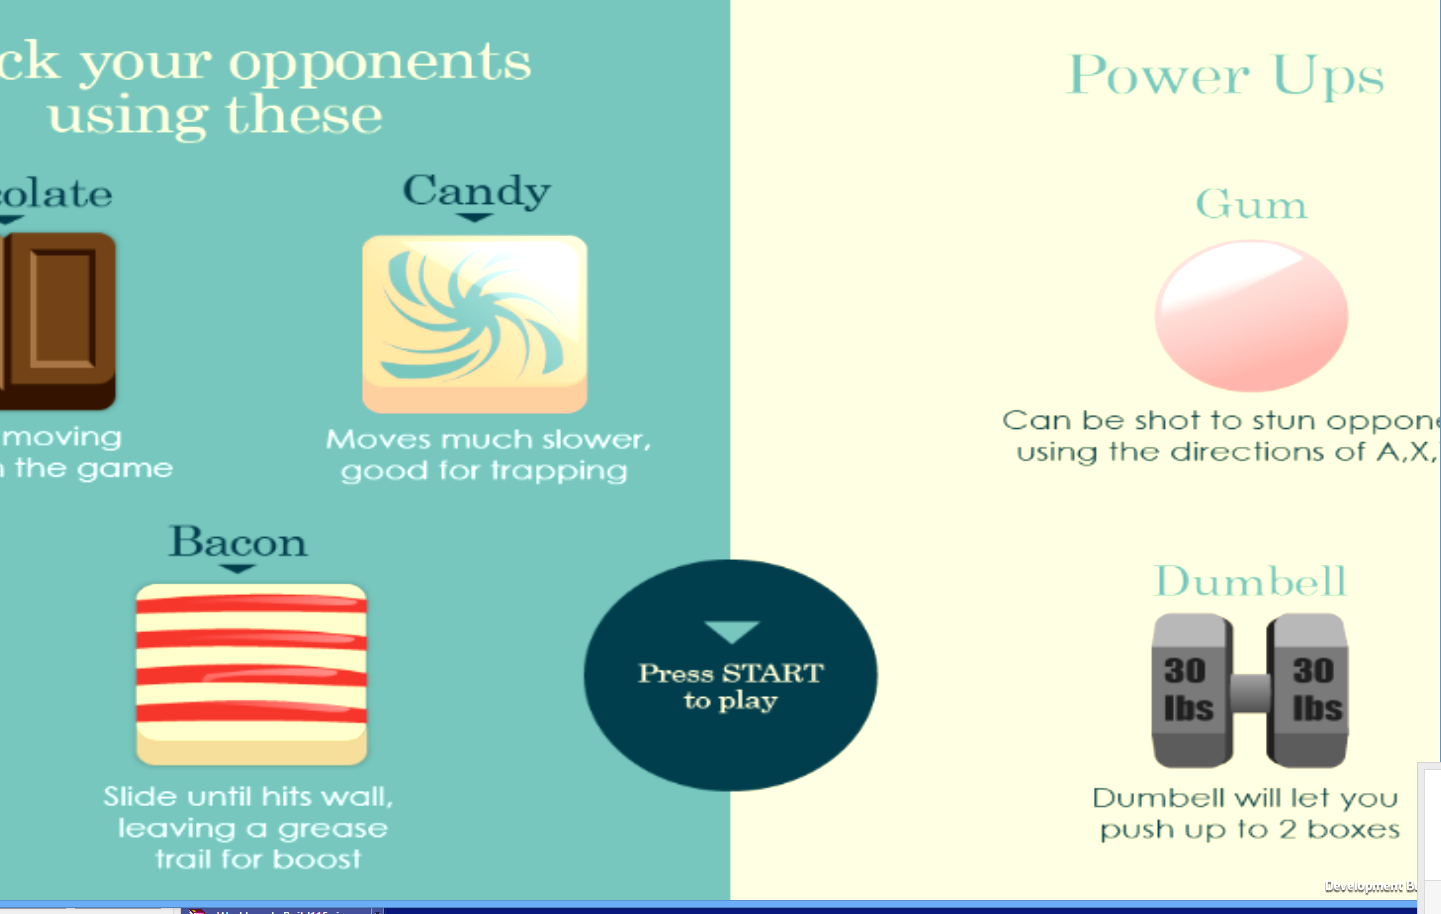 ck your opponents
using these
colate
moving
the game
Candy
Moves much slower,
good for trapping
Bacon
Slide until hits wall,
leaving a grease
trail for boost
Press START
to play
Power Ups
Gum
Can be shot to stun oppone
using the directions of A,X,
Dumbell
30 30
lbs lbs
Dumbell will let you
push up to 2 boxes
Development